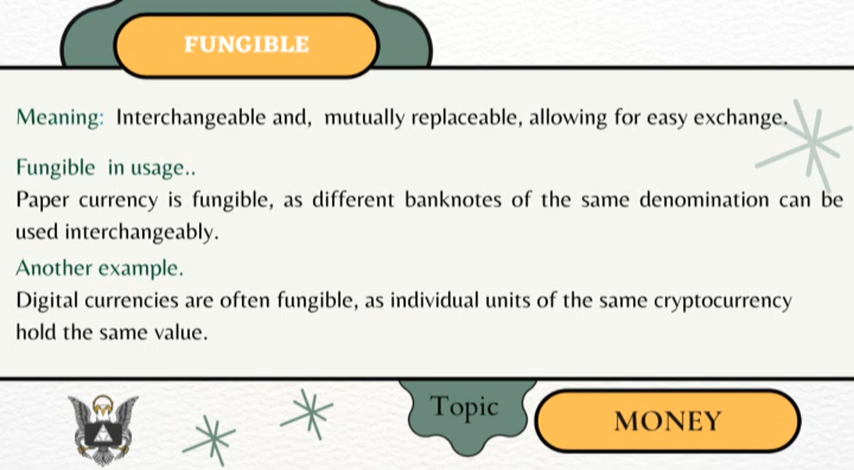 FUNGIBLE
Meaning: Interchangeable and, mutually replaceable, allowing for easy exchange.
Fungible in usage..
Paper currency is fungible, as different banknotes of the same denomination can be
used interchangeably.
Another example.
Digital currencies are often fungible, as individual units of the same cryptocurrency
hold the same value.
Topic
MONEY